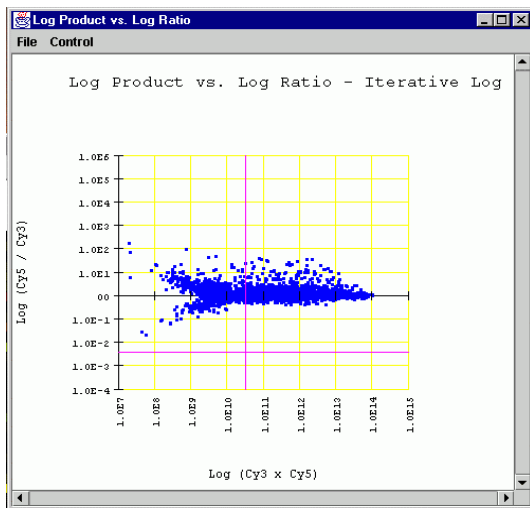 Log Product vs. Log Ratio
File Control
Log Product vs. Log Ratio - Iterative Log
Log (Cy5 / Cy3)
1.0E6
1.0E5
1.0E4
1.0E3
1.0E2
1.0E1
00
1.0E-1
1.0E-2
1.0E-3
1.0E-4
1.0E7
1.0E8
1.0E9
1.0E10
1.0E11
1.0E12
1.0E13
1.0E14
1.0E15
Log (Cy3 x Cy5)